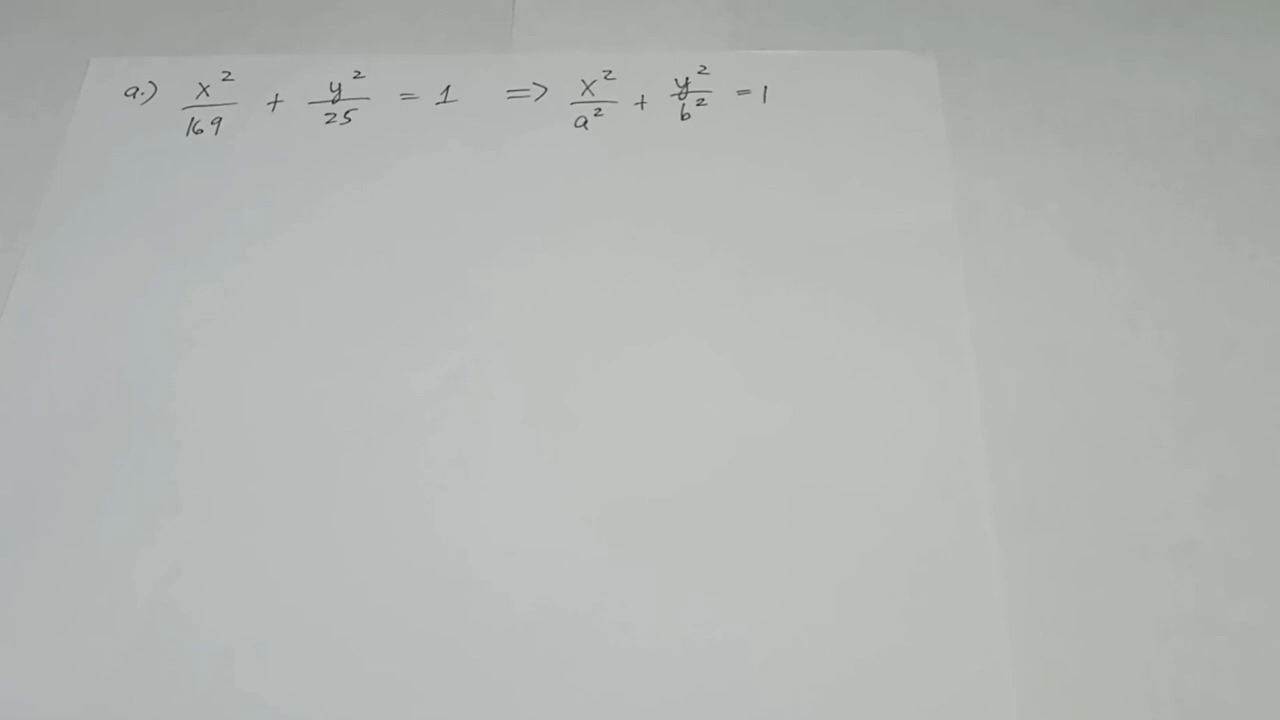 a.) x²/169 + y²/25 = 1 => x²/a² + y²/b² = 1